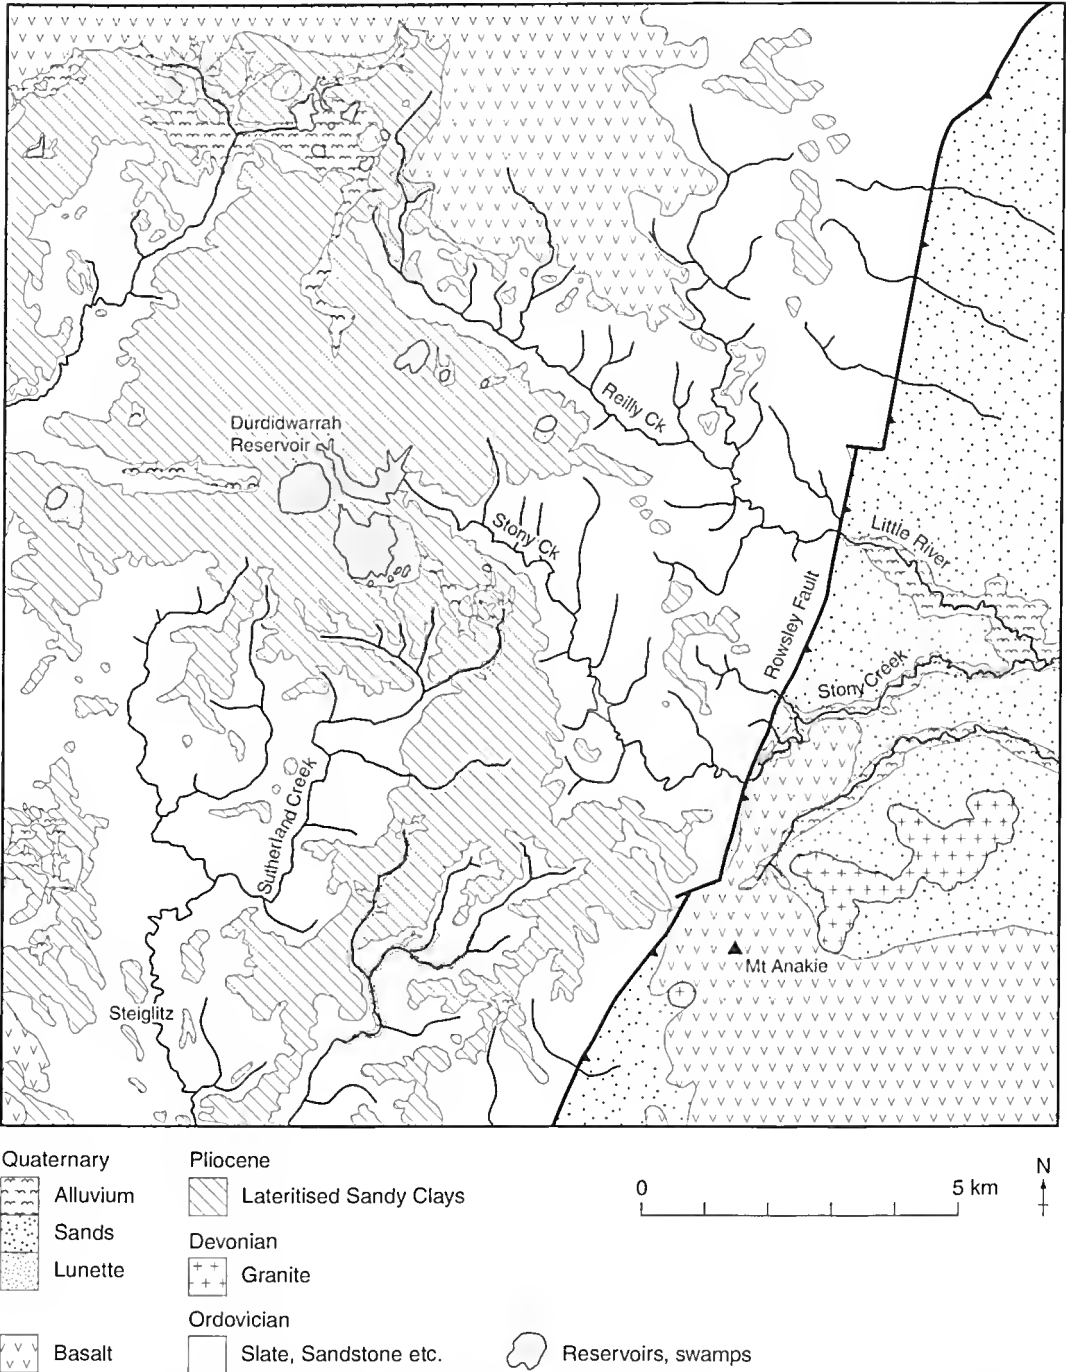 Reilly Ck
Durdidwarrah
Reservoir
Stony Ck
Little River
Rowsley Fault
Stony Creek
Sutherland Creek
Mt Anakie
Steiglitz
Quaternary
Alluvium
Sands
Lunette
Basalt
Pliocene
Lateritised Sandy Clays
Devonian
Granite
Ordovician
Slate, Sandstone etc.
Reservoirs, swamps
0 5 km
N